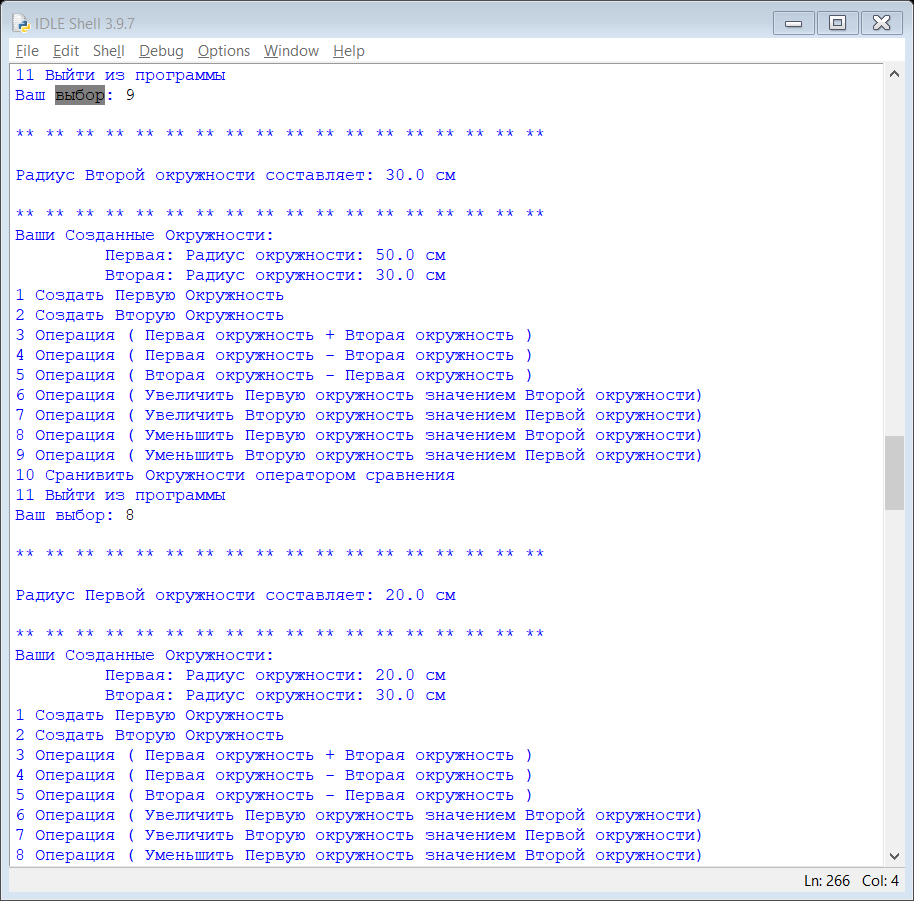 IDLE Shell 3.9.7
File Edit Shell Debug Options Window Help
11 Выйти из программы
Ваш выбор: 9
** ** ** ** ** ** ** ** ** ** ** ** ** ** ** ** ** **
Радиус Второй окружности составляет: 30.0 см
** ** ** ** ** ** ** ** ** ** ** ** ** ** ** ** ** **
Ваши Созданные Окружности:
Первая: Радиус окружности: 50.0 см
Вторая: Радиус окружности: 30.0 см
1 Создать Первую Окружность
2 Создать Вторую Окружность
3 Операция ( Первая окружность + Вторая окружность )
4 Операция ( Первая окружность - Вторая окружность )
5 Операция ( Вторая окружность - Первая окружность )
6 Операция ( Увеличить Первую окружность значением Второй окружности)
7 Операция ( Увеличить Вторую окружность значением Первой окружности)
8 Операция ( Уменьшить Первую окружность значением Второй окружности)
9 Операция ( Уменьшить Вторую окружность значением Первой окружности)
10 Сранивить Окружности оператором сравнения
11 Выйти из программы
Ваш выбор: 8
** ** ** ** ** ** ** ** ** ** ** ** ** ** ** ** ** **
Радиус Первой окружности составляет: 20.0 см
** ** ** ** ** ** ** ** ** ** ** ** ** ** ** ** ** **
Ваши Созданные Окружности:
Первая: Радиус окружности: 20.0 см
Вторая: Радиус окружности: 30.0 см
1 Создать Первую Окружность
2 Создать Вторую Окружность
3 Операция ( Первая окружность + Вторая окружность )
4 Операция ( Первая окружность - Вторая окружность )
5 Операция ( Вторая окружность - Первая окружность )
6 Операция ( Увеличить Первую окружность значением Второй окружности)
7 Операция ( Увеличить Вторую окружность значением Первой окружности)
8 Операция ( Уменьшить Первую окружность значением Второй окружности)
Ln: 266 Col: 4